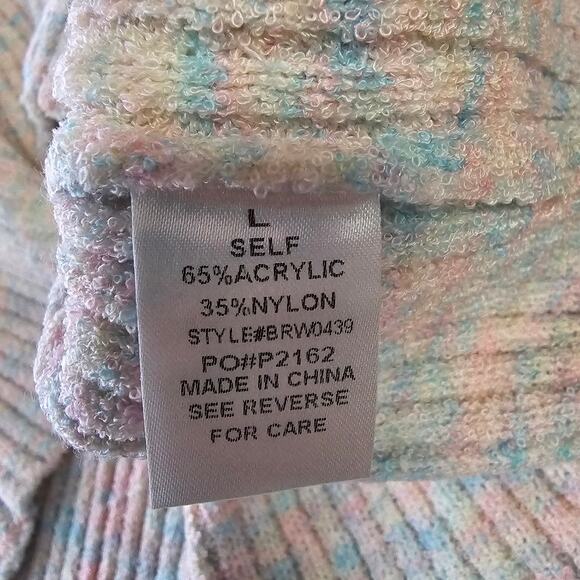 L
SELF
65%ACRYLIC
35%NYLON
STYLE#BRW0439
PO#P2162
MADE IN CHINA
SEE REVERSE
FOR CARE